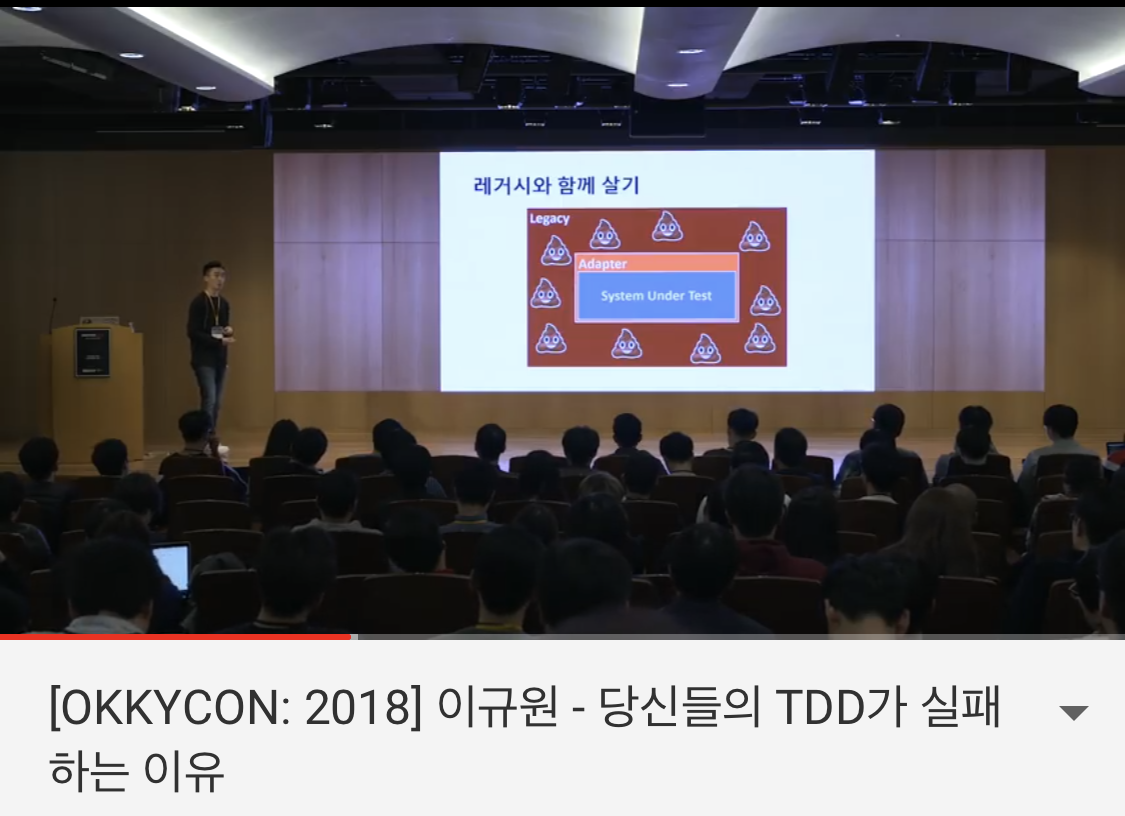 레거시와 함께 살기
Legacy
Adapter
System Under Test
[OKKYCON: 2018] 이규원 - 당신들의 TDD가 실패
하는 이유